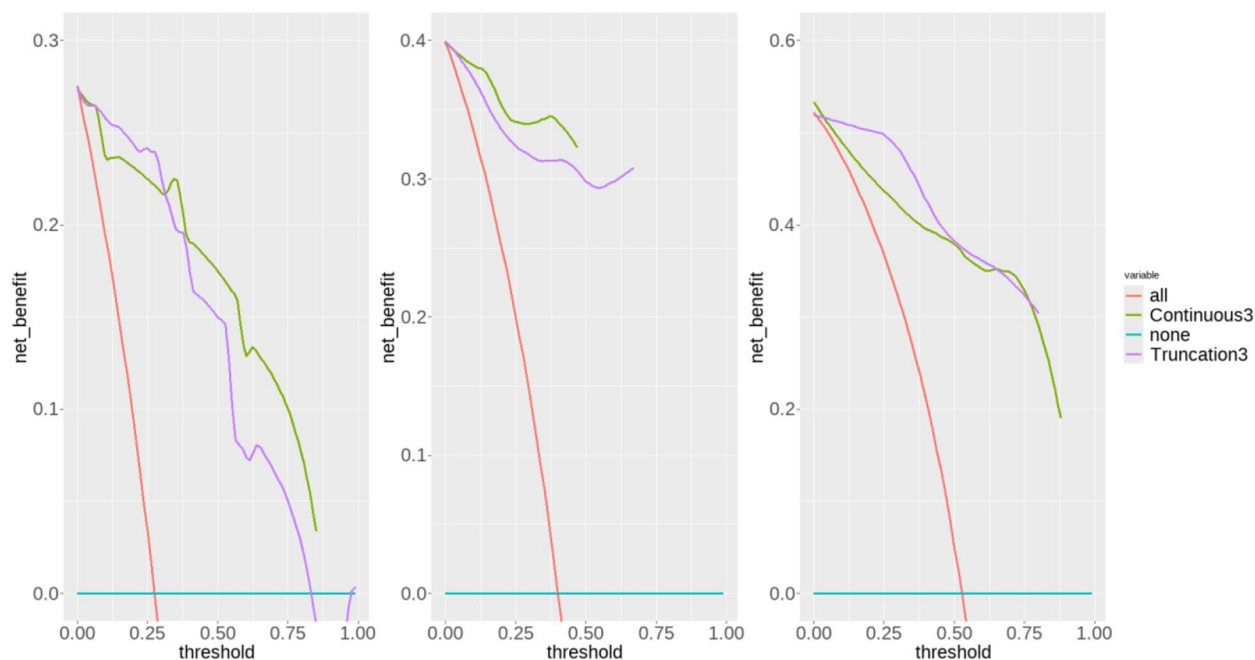 0.3-
0.2-
0.1-
0.0-
net_benefit
0.00 0.25 0.50 0.75 1.00
threshold
0.4-
0.3-
0.2-
0.1-
0.0-
net_benefit
0.00 0.25 0.50 0.75 1.00
threshold
0.6-
0.4-
0.2-
0.0-
net_benefit
0.00 0.25 0.50 0.75 1.00
threshold
variable
all
Continuous3
none
Truncation3